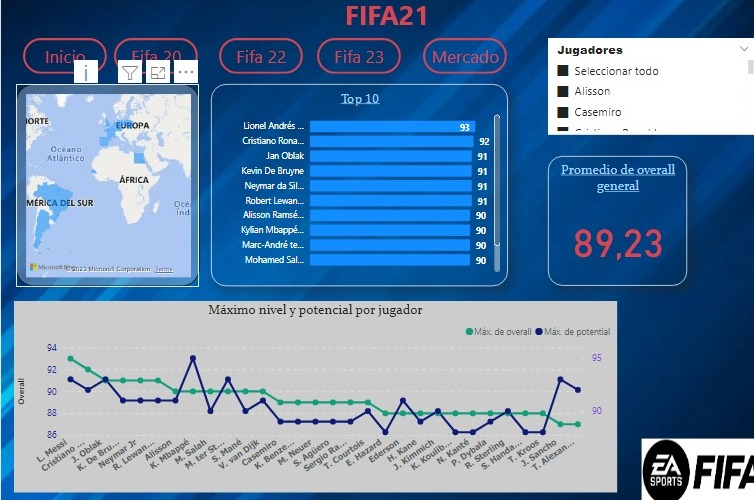 FIFA21
Inicio
Fifa 20
Fifa 22
Fifa 23
Mercado
Jugadores
Seleccionar todo
Alisson
Casemiro
NORTE
EUROPA
Océano
Atlántico
ÁFRICA
AMÉRICA DEL SUR
Océa
Indi
Microsoft Bing
©2023 Microsoft Corporation Terms
Top 10
Lionel Andrés ... 93
Cristiano Rona... 92
Jan Oblak 91
Kevin De Bruyne 91
Neymar da Sil... 91
Robert Lewan... 91
Alisson Ramsé... 90
Kylian Mbappé... 90
Marc-André te... 90
Mohamed Sal... 90
Promedio de overall
general
89,23
Máximo nivel y potencial por jugador
Máx. de overall Máx. de potential
Overall
94
92
90
88
86
95
90
L. Messi
Cristiano ...
J. Oblak
K. De Bru...
Neymar Jr
R. Lewan...
Alisson
K. Mbappé
M. Salah
M. ter St...
S. Mané
V. van Dijk
Casemiro
K. Benze...
M. Neuer
S. Agüero
Sergio Ra...
T. Courtois
E. Hazard
Ederson
H. Kane
J. Kimmich
K. Koulib...
N. Kanté
P. Dybala
R. Sterling
S. Handa...
T. Kroos
J. Sancho
T. Alexan...
EA
SPORTS
FIFA